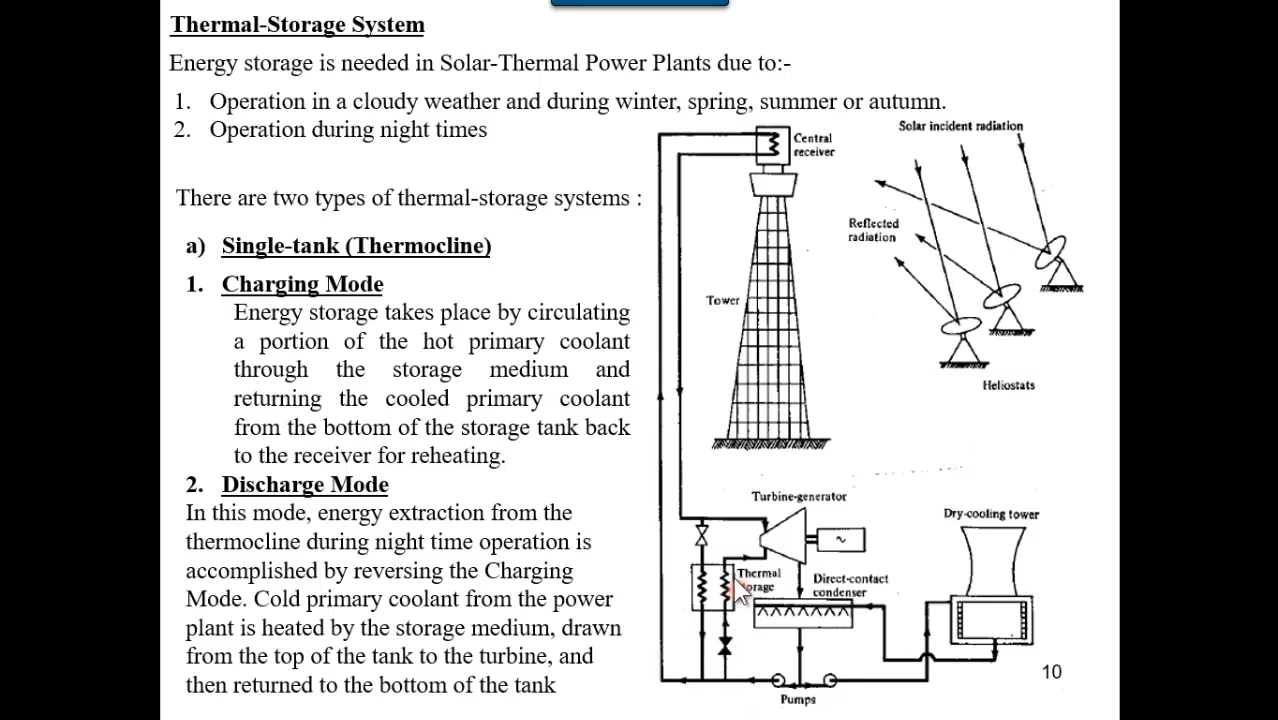 Thermal-Storage System
Energy storage is needed in Solar-Thermal Power Plants due to:-
1. Operation in a cloudy weather and during winter, spring, summer or autumn.
2. Operation during night times
There are two types of thermal-storage systems :
a) Single-tank (Thermocline)
1. Charging Mode
Energy storage takes place by circulating
a portion of the hot primary coolant
through the storage medium and
returning the cooled primary coolant
from the bottom of the storage tank back
to the receiver for reheating.
2. Discharge Mode
In this mode, energy extraction from the
thermocline during night time operation is
accomplished by reversing the Charging
Mode. Cold primary coolant from the power
plant is heated by the storage medium, drawn
from the top of the tank to the turbine, and
then returned to the bottom of the tank
Central
receiver
Solar incident radiation
Reflected
radiation
Tower
Heliostats
Turbine-generator
Dry-cooling tower
Thermal
orage
Direct-contact
condenser
Pumps
10